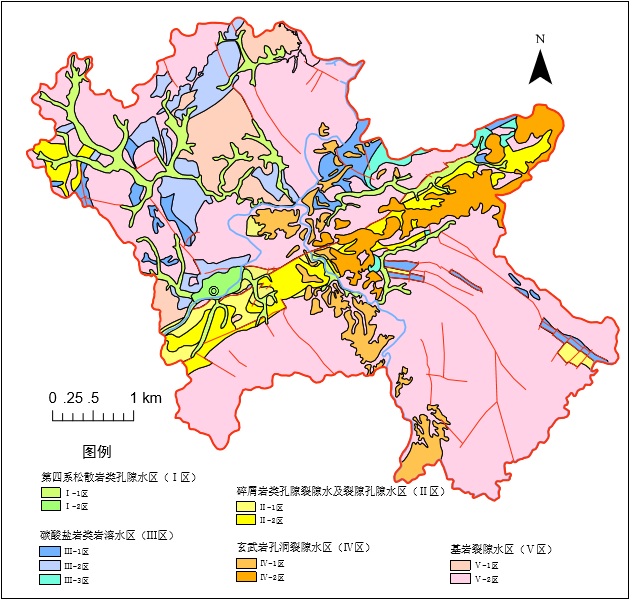 N
0 .25 .5 1 km
图例
第四系松散岩类孔隙水区（Ⅰ区）
Ⅰ-1区
Ⅰ-2区
碳酸盐岩类岩溶水区（III区）
III-1区
III-2区
III-3区
碎屑岩类孔隙裂隙水及裂隙孔隙水区（II区）
II-1区
II-2区
玄武岩孔洞裂隙水区（IV区）
IV-1区
IV-2区
基岩裂隙水区（V区）
V-1区
V-2区